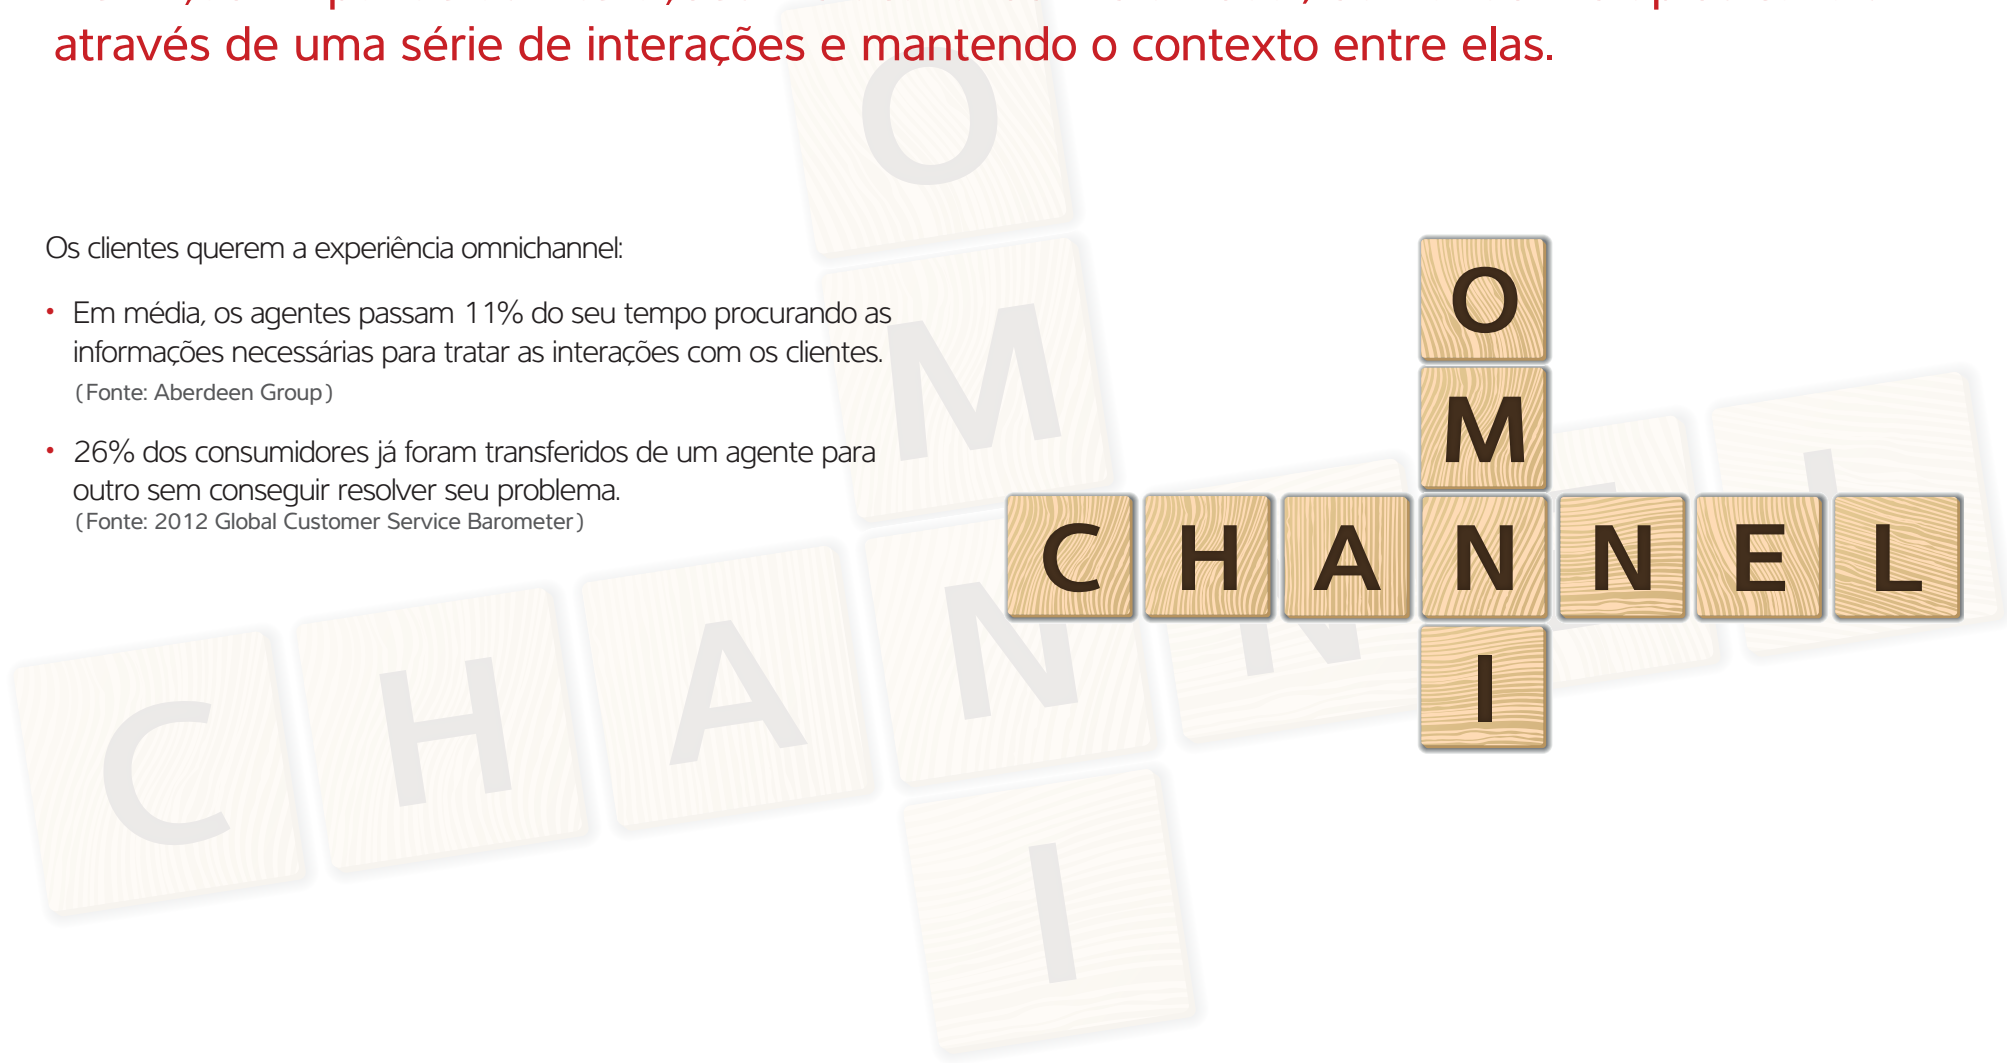 através de uma série de interações e mantendo o contexto entre elas.
Os clientes querem a experiência omnichannel:
• Em média, os agentes passam 11% do seu tempo procurando as
informações necessárias para tratar as interações com os clientes.
(Fonte: Aberdeen Group)
• 26% dos consumidores já foram transferidos de um agente para
outro sem conseguir resolver seu problema.
(Fonte: 2012 Global Customer Service Barometer)
O
M
CHANNEL
I
O
M
CHANNEL
I